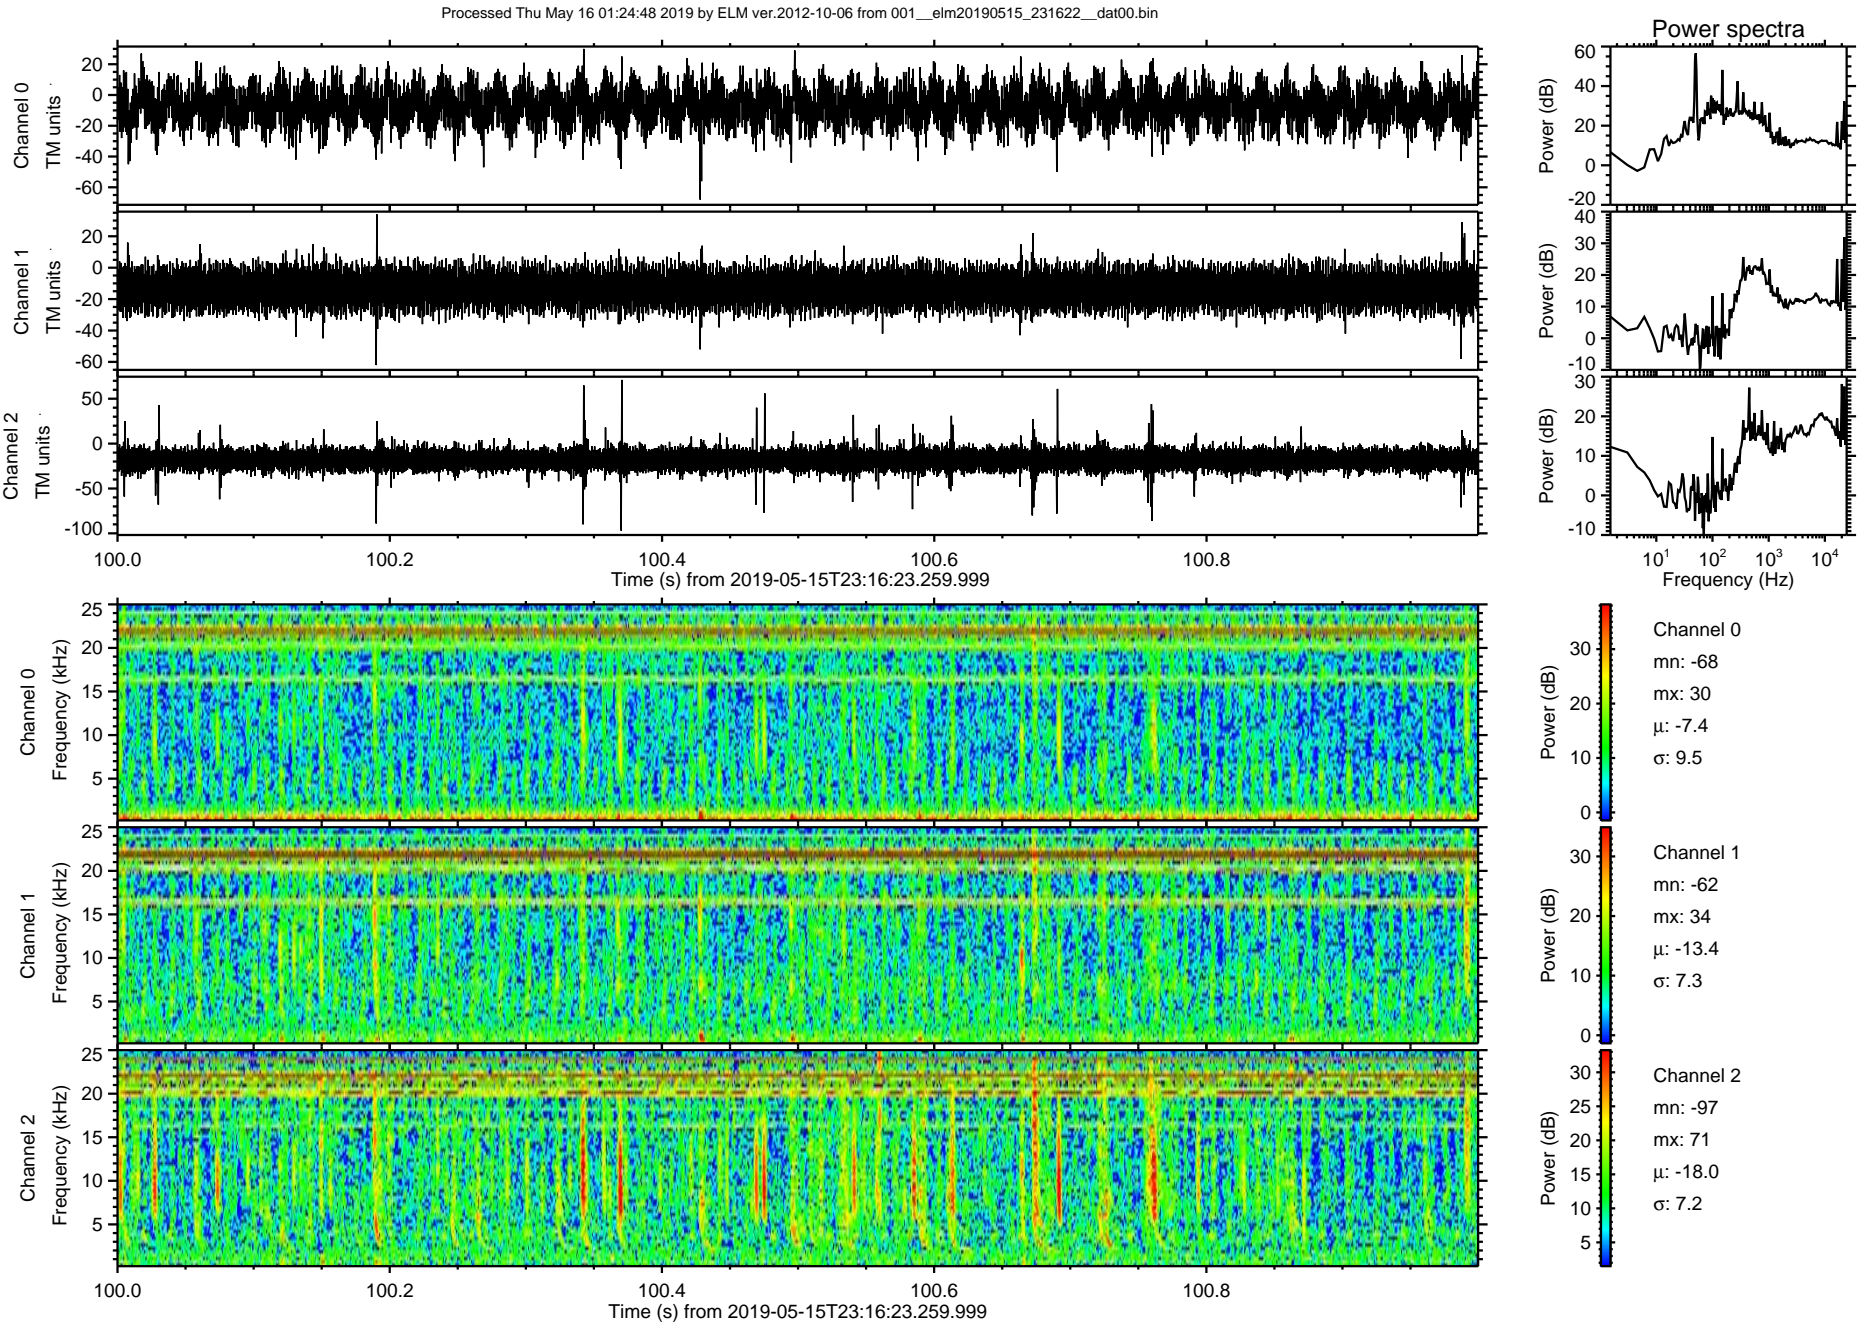 Processed Thu May 16 01:24:48 2019 by ELM ver.2012-10-06 from 001__elm20190515_231622__dat00.bin
Power spectra
Channel 0
TM units
20
0
-20
-40
-60
Power (dB)
60
40
20
0
-20
Channel 1
TM units
20
0
-20
-40
-60
Power (dB)
40
30
20
10
0
-10
Channel 2
TM units
50
0
-50
-100
Power (dB)
30
20
10
0
-10
100.0 100.2 100.4 100.6 100.8
Time (s) from 2019-05-15T23:16:23.259.999
10¹ 10² 10³ 10⁴
Frequency (Hz)
Channel 0
Frequency (kHz)
25
20
15
10
5
Power (dB)
30
20
10
0
Channel 0
mn: -68
mx: 30
μ: -7.4
σ: 9.5
Channel 1
Frequency (kHz)
25
20
15
10
5
Power (dB)
30
20
10
0
Channel 1
mn: -62
mx: 34
μ: -13.4
σ: 7.3
Channel 2
Frequency (kHz)
25
20
15
10
5
Power (dB)
30
25
20
15
10
5
Channel 2
mn: -97
mx: 71
μ: -18.0
σ: 7.2
100.0 100.2 100.4 100.6 100.8
Time (s) from 2019-05-15T23:16:23.259.999